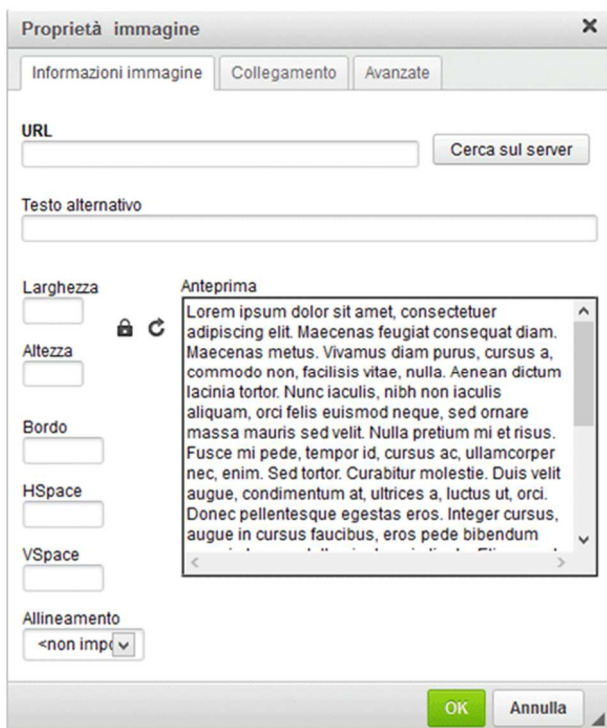 Proprietà immagine
Informazioni immagine
Collegamento
Avanzate
URL
Cerca sul server
Testo alternativo
Larghezza
Altezza
Bordo
HSpace
VSpace
Allineamento
<non impo
Anteprima
Lorem ipsum dolor sit amet, consectetuer
adipiscing elit. Maecenas feugiat consequat diam.
Maecenas metus. Vivamus diam purus, cursus a,
commodo non, facilisis vitae, nulla. Aenean dictum
lacinia tortor. Nunc iaculis, nibh non iaculis
aliquam, orci felis euismod neque, sed ornare
massa mauris sed velit. Nulla pretium mi et risus.
Fusce mi pede, tempor id, cursus ac, ullamcorper
nec, enim. Sed tortor. Curabitur molestie. Duis velit
augue, condimentum at, ultrices a, luctus ut, orci.
Donec pellentesque egestas eros. Integer cursus,
augue in cursus faucibus, eros pede bibendum
OK
Annulla